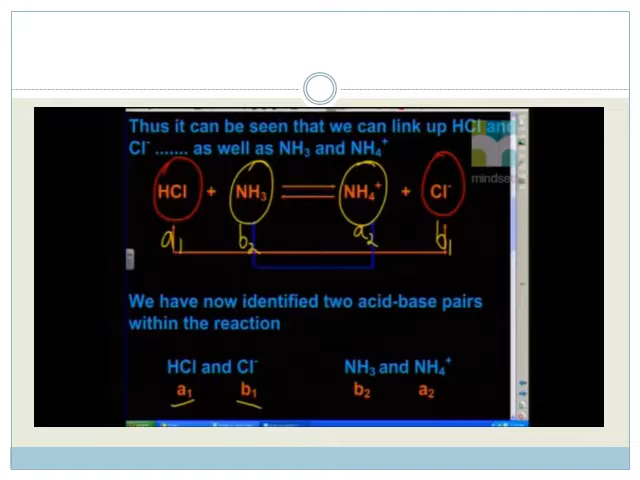 Thus it can be seen that we can link up HCl and
Cl⁻ ....... as well as NH₃ and NH₄⁺
mindset
HCl + NH₃ ⇌ NH₄⁺ + Cl⁻
a₁ b₂ a₂ b₁
We have now identified two acid-base pairs
within the reaction
HCl and Cl⁻ NH₃ and NH₄⁺
a₁ b₁ b₂ a₂